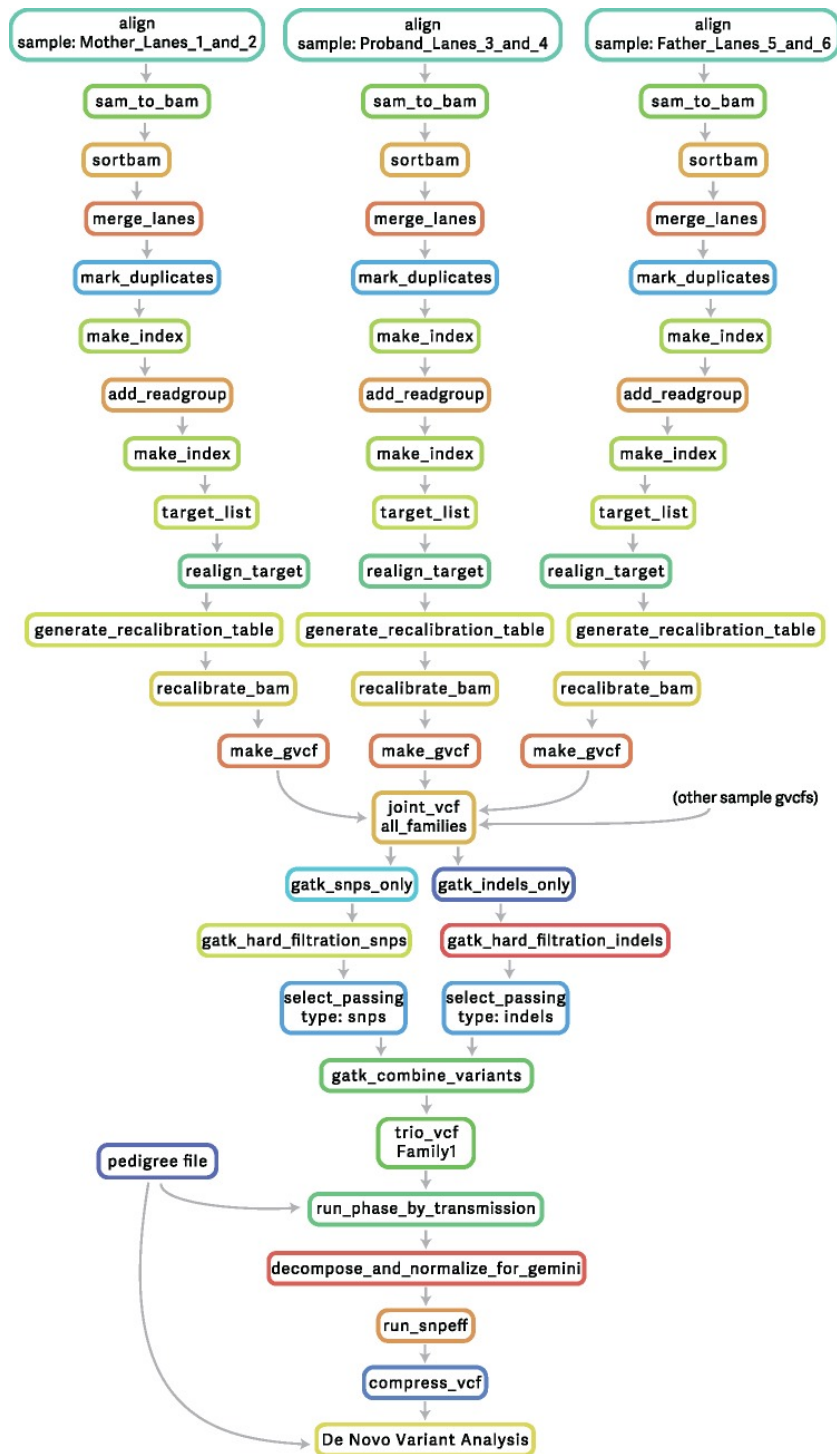 align
sample: Mother_Lanes_1_and_2
align
sample: Proband_Lanes_3_and_4
align
sample: Father_Lanes_5_and_6
sam_to_bam
sam_to_bam
sam_to_bam
sortbam
sortbam
sortbam
merge_lanes
merge_lanes
merge_lanes
mark_duplicates
mark_duplicates
mark_duplicates
make_index
make_index
make_index
add_readgroup
add_readgroup
add_readgroup
make_index
make_index
make_index
target_list
target_list
target_list
realign_target
realign_target
realign_target
generate_recalibration_table
generate_recalibration_table
generate_recalibration_table
recalibrate_bam
recalibrate_bam
recalibrate_bam
make_gvcf
make_gvcf
make_gvcf
(other sample gvcfs)
joint_vcf
all_families
gatk_snps_only
gatk_indels_only
gatk_hard_filtration_snps
gatk_hard_filtration_indels
select_passing
type: snps
select_passing
type: indels
gatk_combine_variants
trio_vcf
Family1
pedigree file
run_phase_by_transmission
decompose_and_normalize_for_gemini
run_snpeff
compress_vcf
De Novo Variant Analysis